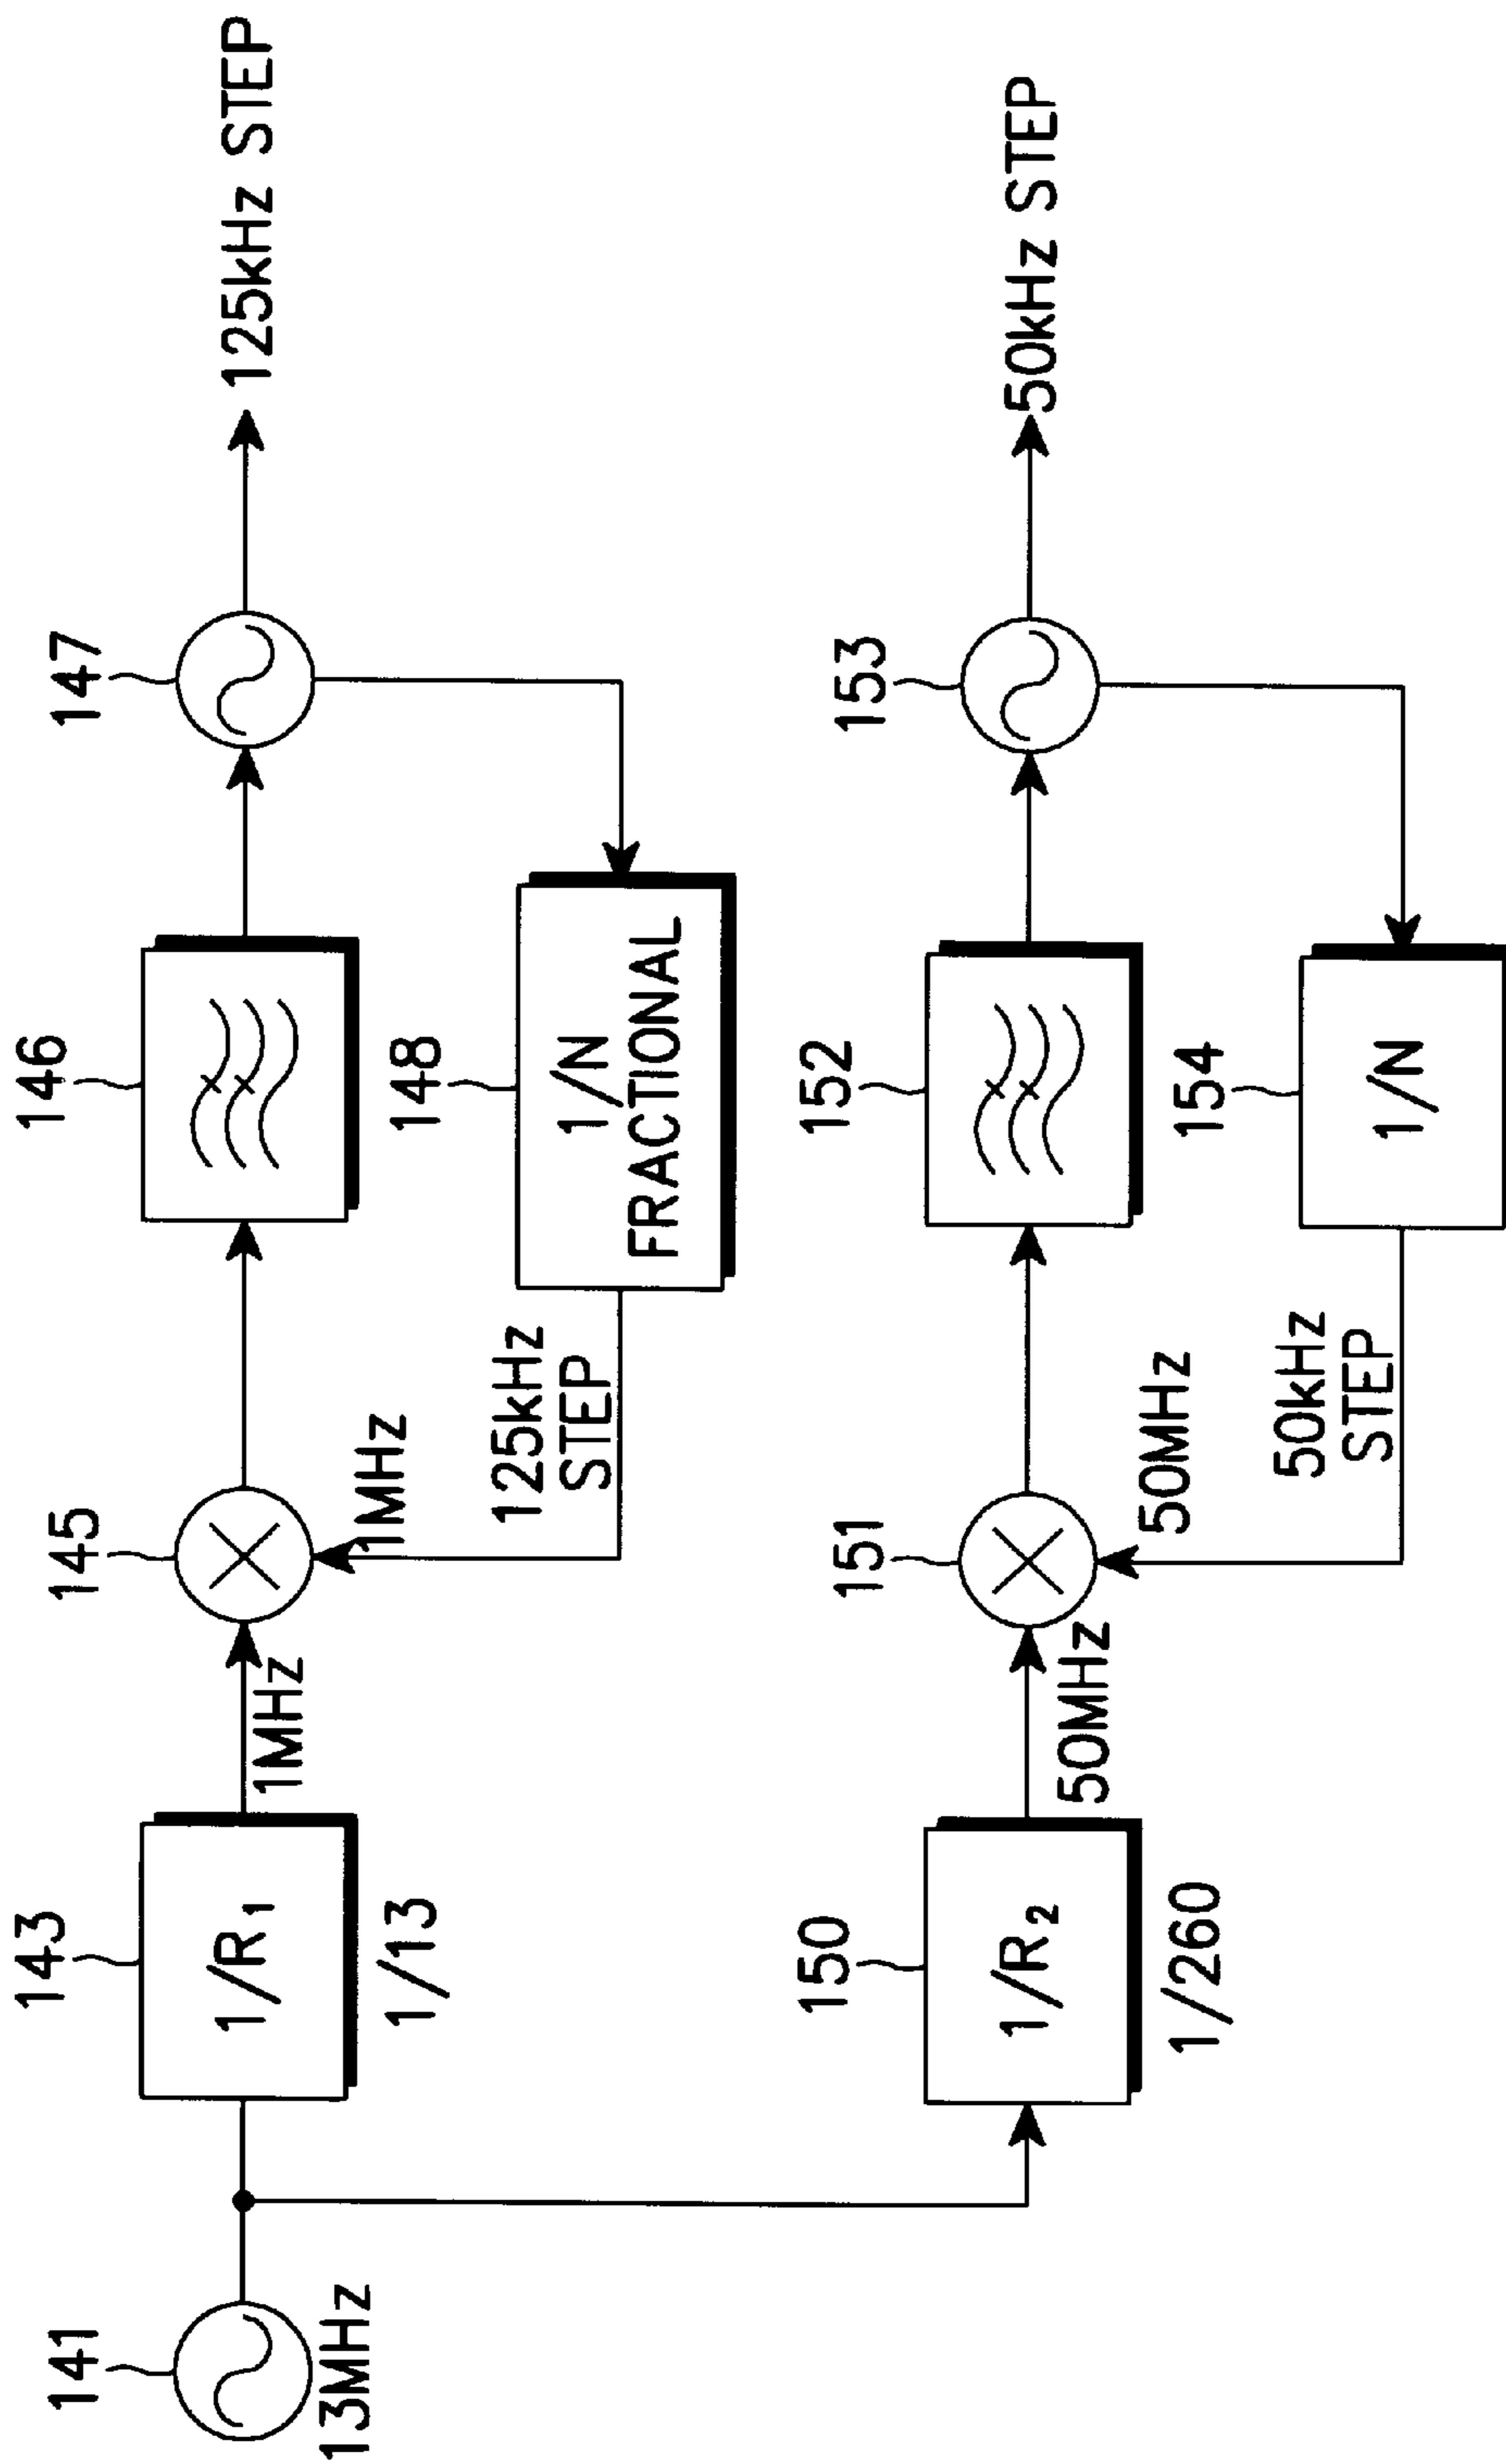 141
13MHz
143
1/R1
1/13
1MHz
145
1MHz
146
147
125kHz STEP
148
1/N
FRACTIONAL
125kHz
STEP
150
1/R2
1/260
50MHz
151
50MHz
152
153
50kHz STEP
154
1/N
50kHz
STEP